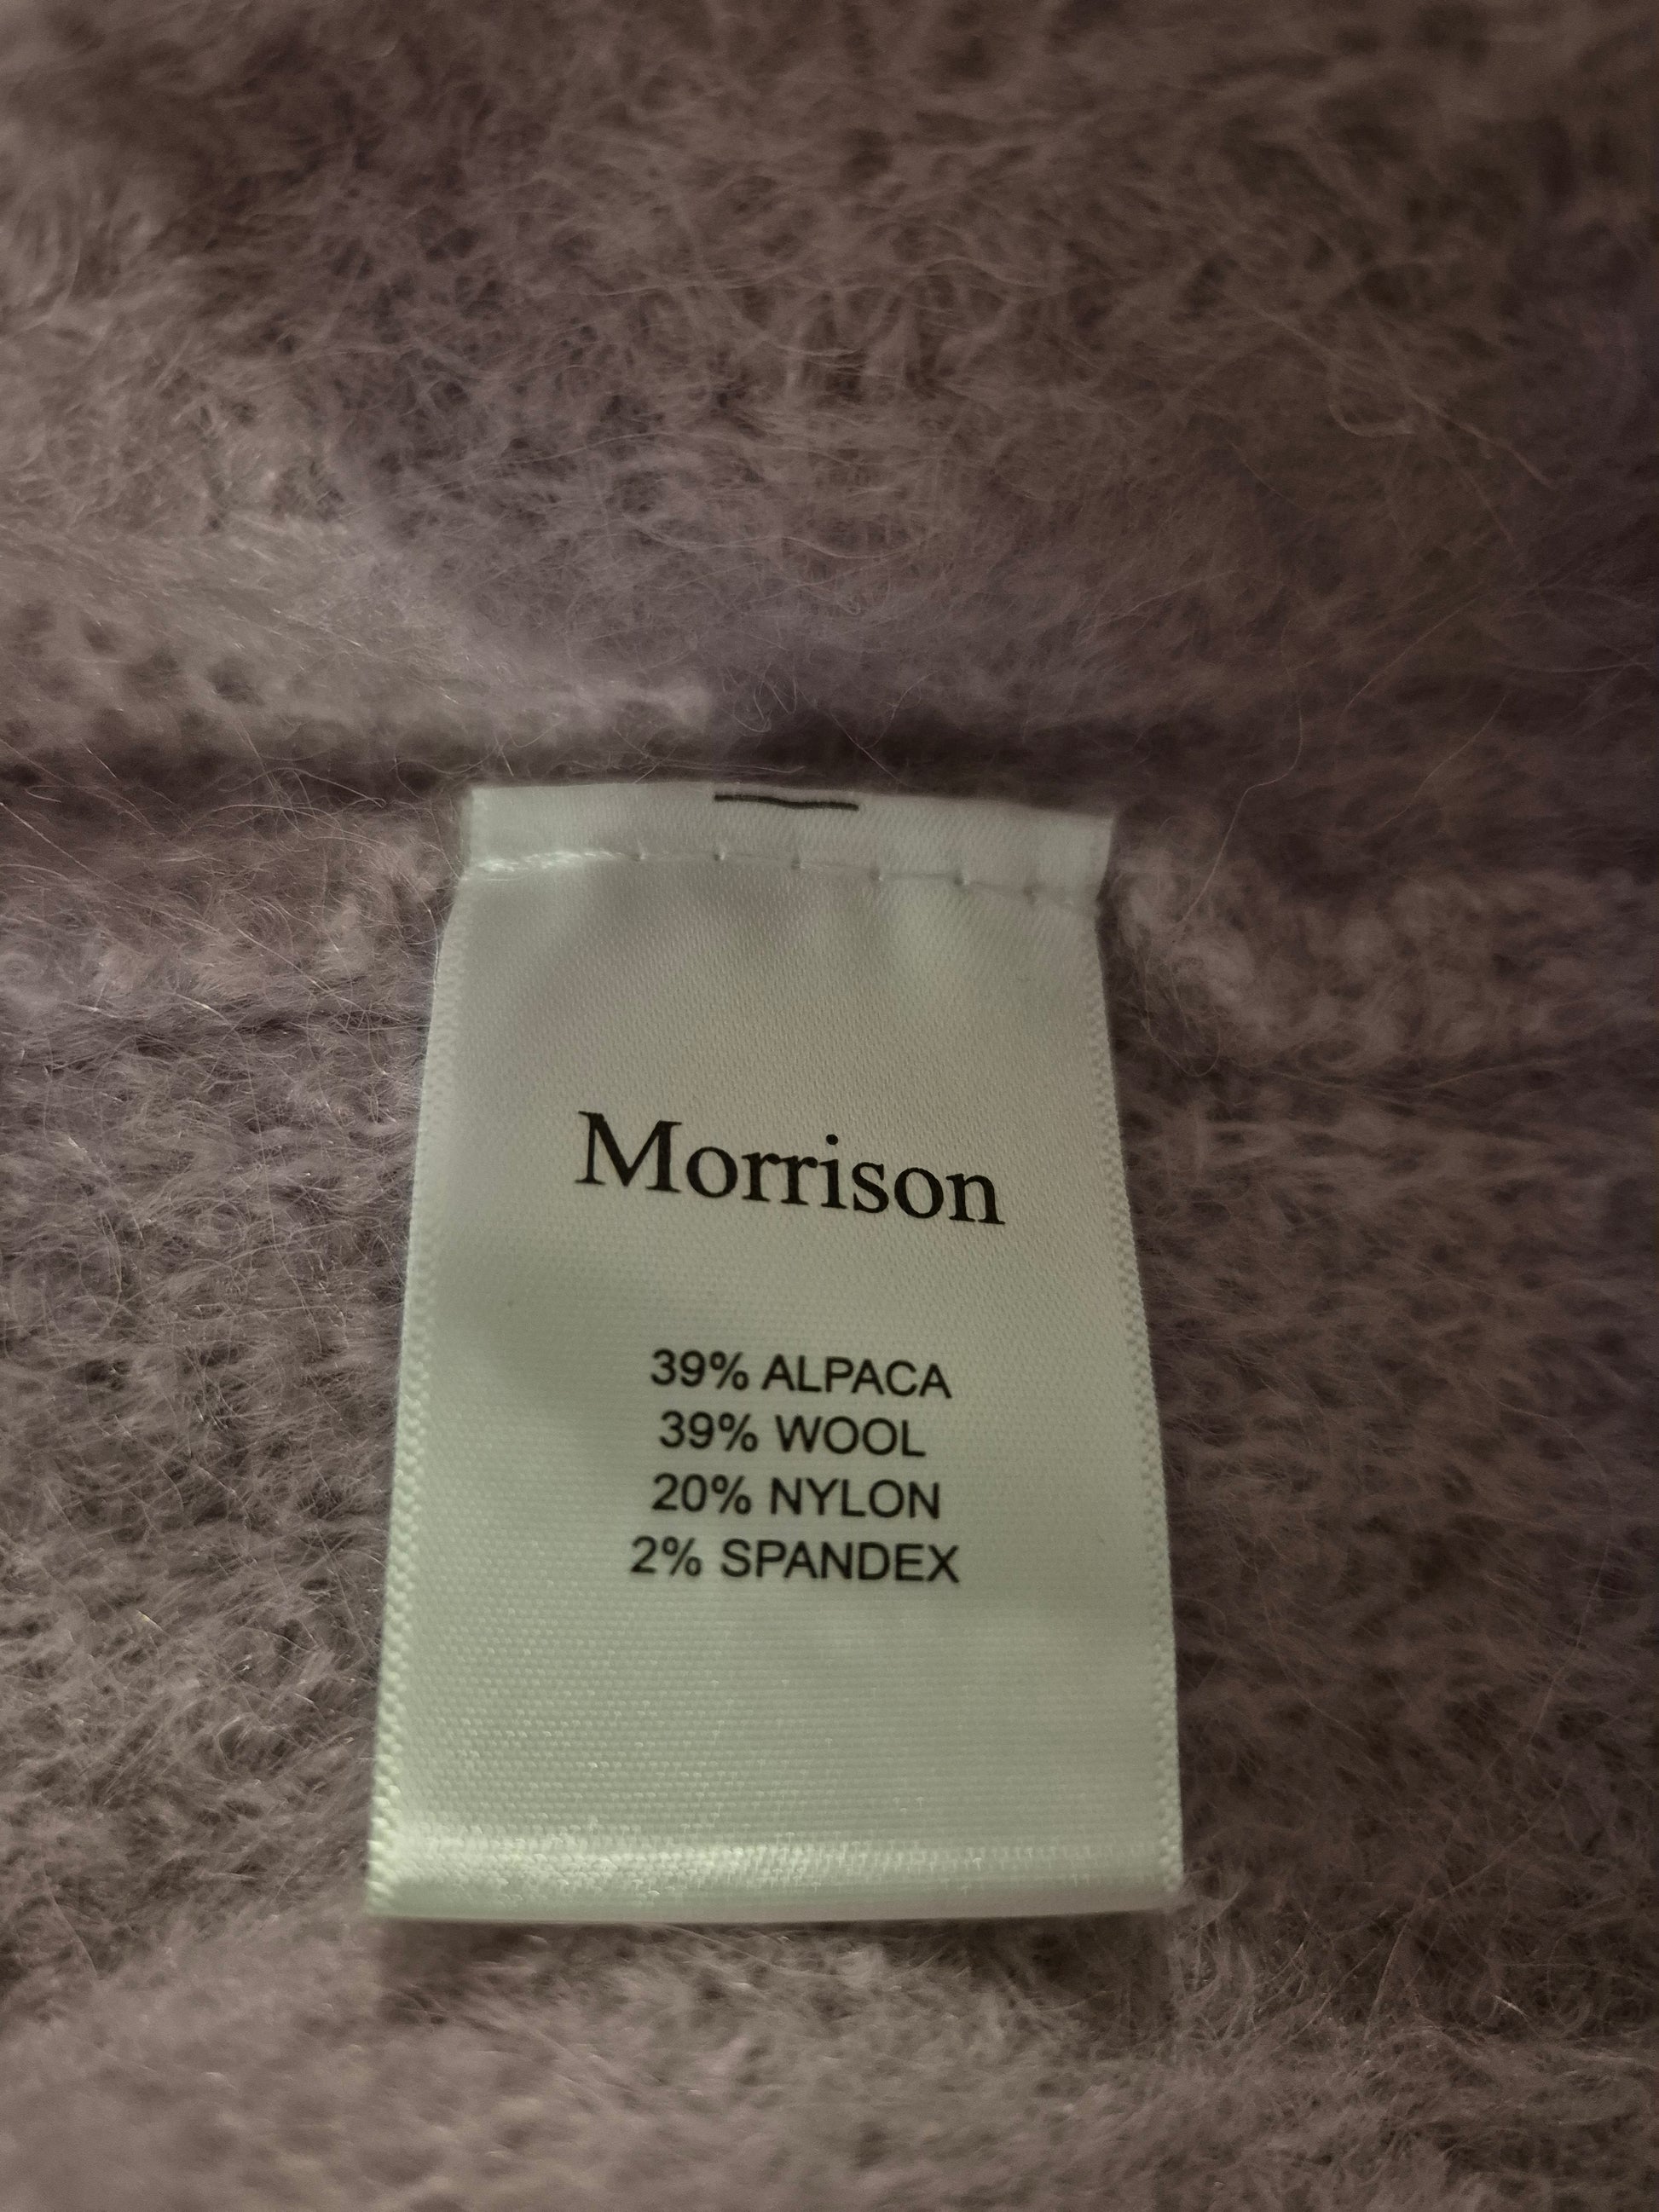 Morrison
39% ALPACA
39% WOOL
20% NYLON
2% SPANDEX